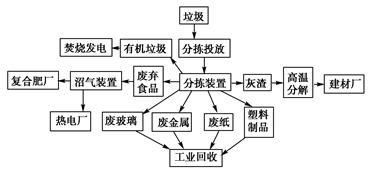 垃圾
焚烧发电 有机垃圾 分拣投放
复合肥厂 沼气装置 废弃食品 分拣装置 灰渣 高温分解 建材厂
热电厂 废玻璃 废金属 废纸 塑料制品
工业回收